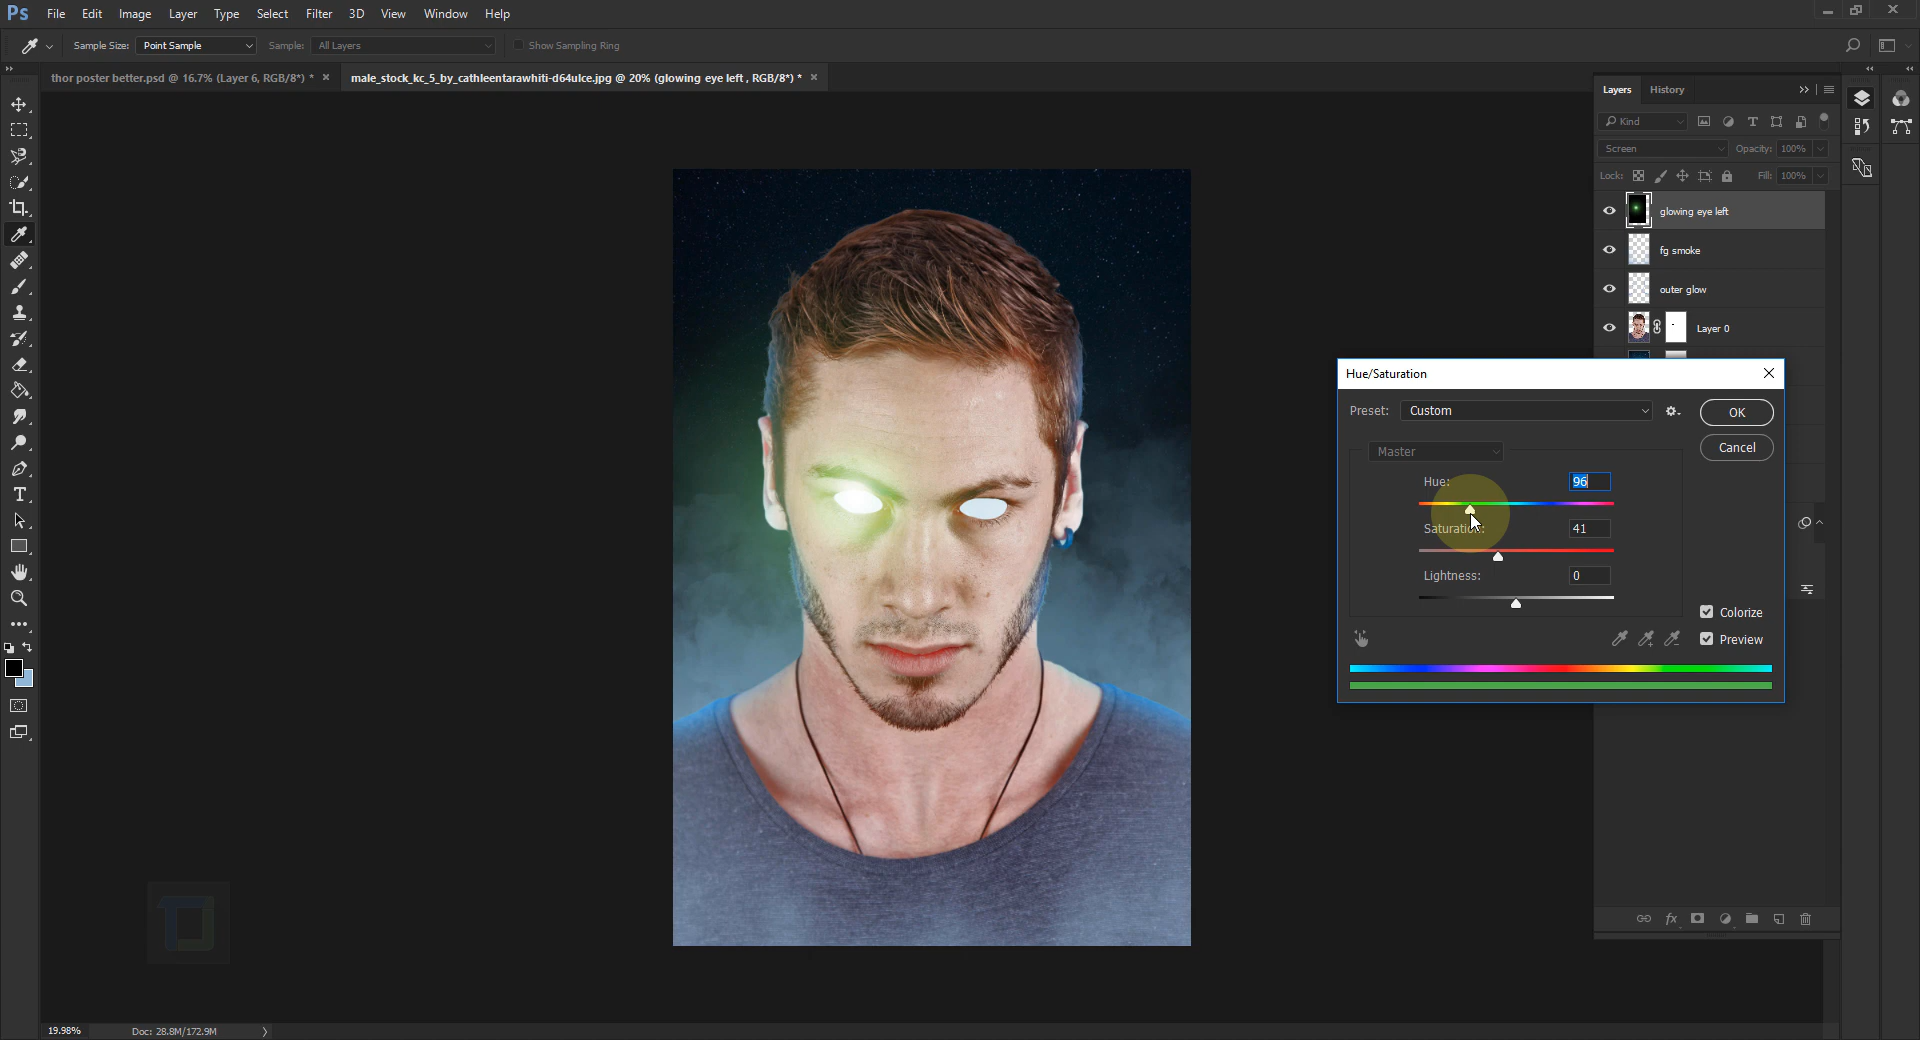 Ps File Edit Image Layer Type Select Filter 3D View Window Help
Sample Size: Point Sample Sample: All Layers Show Sampling Ring
thor poster better.psd @ 16.7% (Layer 6, RGB/8*) * × male_stock_kc_5_by_cathleentarawhiti-d64ulce.jpg @ 20% (glowing eye left , RGB/8*) * ×
Layers History
Kind
Screen Opacity: 100%
Lock: Fill: 100%
glowing eye left
fg smoke
outer glow
Layer 0
Hue/Saturation
Preset: Custom OK
Master Cancel
Hue: 96
Saturation: 41
Lightness: 0
Colorize
Preview
19.98% Doc: 28.8M/172.9M